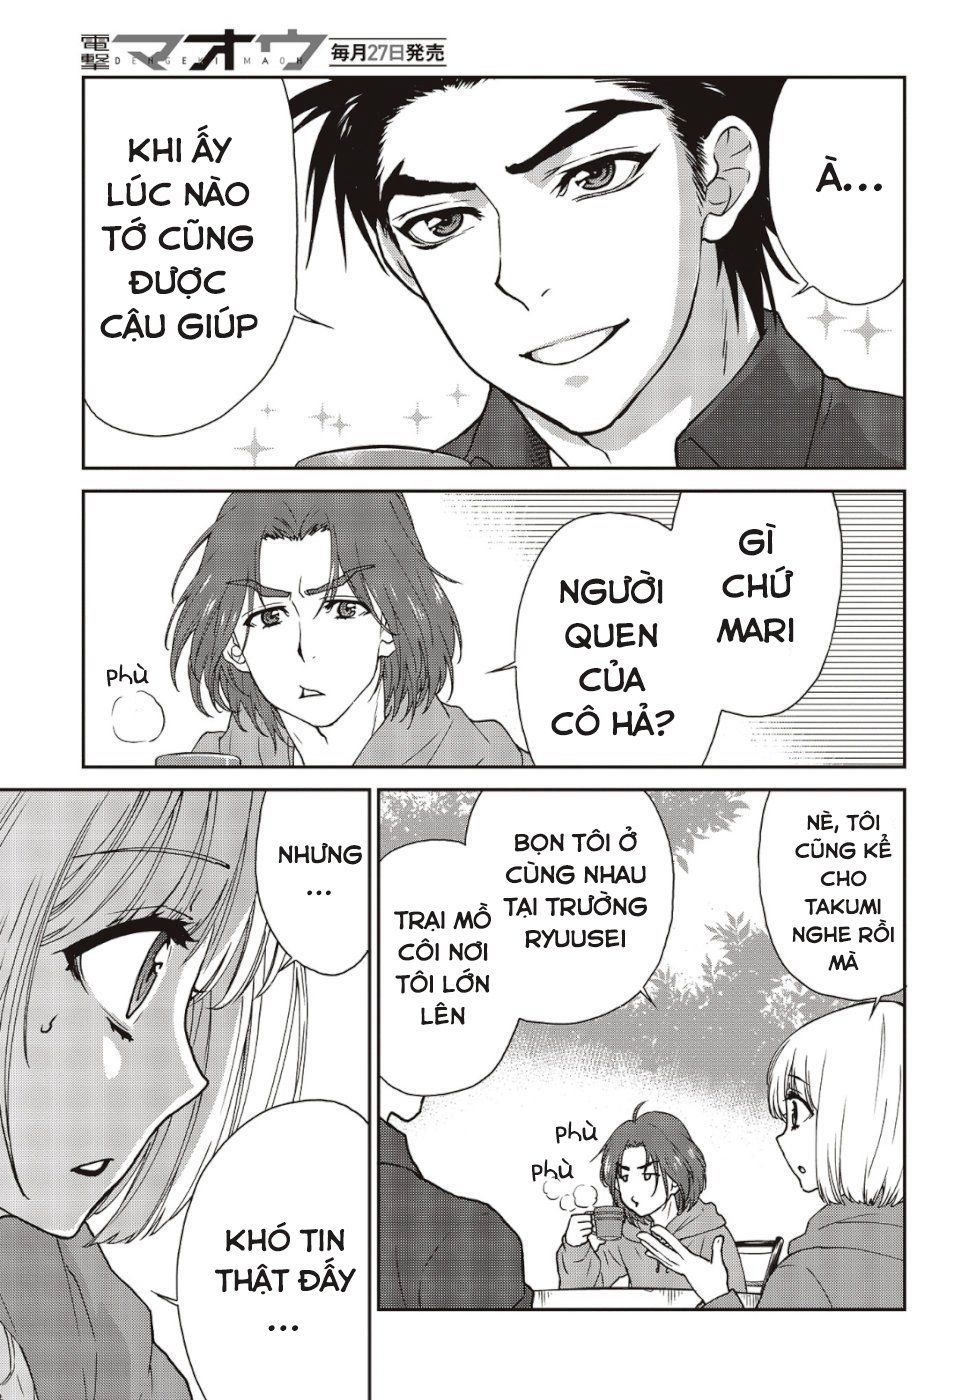 電撃マオウ 毎月27日発売
DENGEKI MAOH
À...
KHI ẤY
LÚC NÀO
TỚ CŨNG
ĐƯỢC
CẬU GIÚP
GÌ
CHỨ
MARI
NGƯỜI
QUEN
CỦA
CÔ HẢ?
PHÙ
NÈ, TÔI
CŨNG KỂ
CHO
TAKUMI
NGHE RỒI
MÀ
BỌN TÔI Ở
CÙNG NHAU
TẠI TRƯỜNG
RYUUSEI
TRẠI MỒ
CÔI NƠI
TÔI LỚN
LÊN
PHÙ
PHÙ
NHƯNG
...
KHÓ TIN
THẬT ĐẤY
...